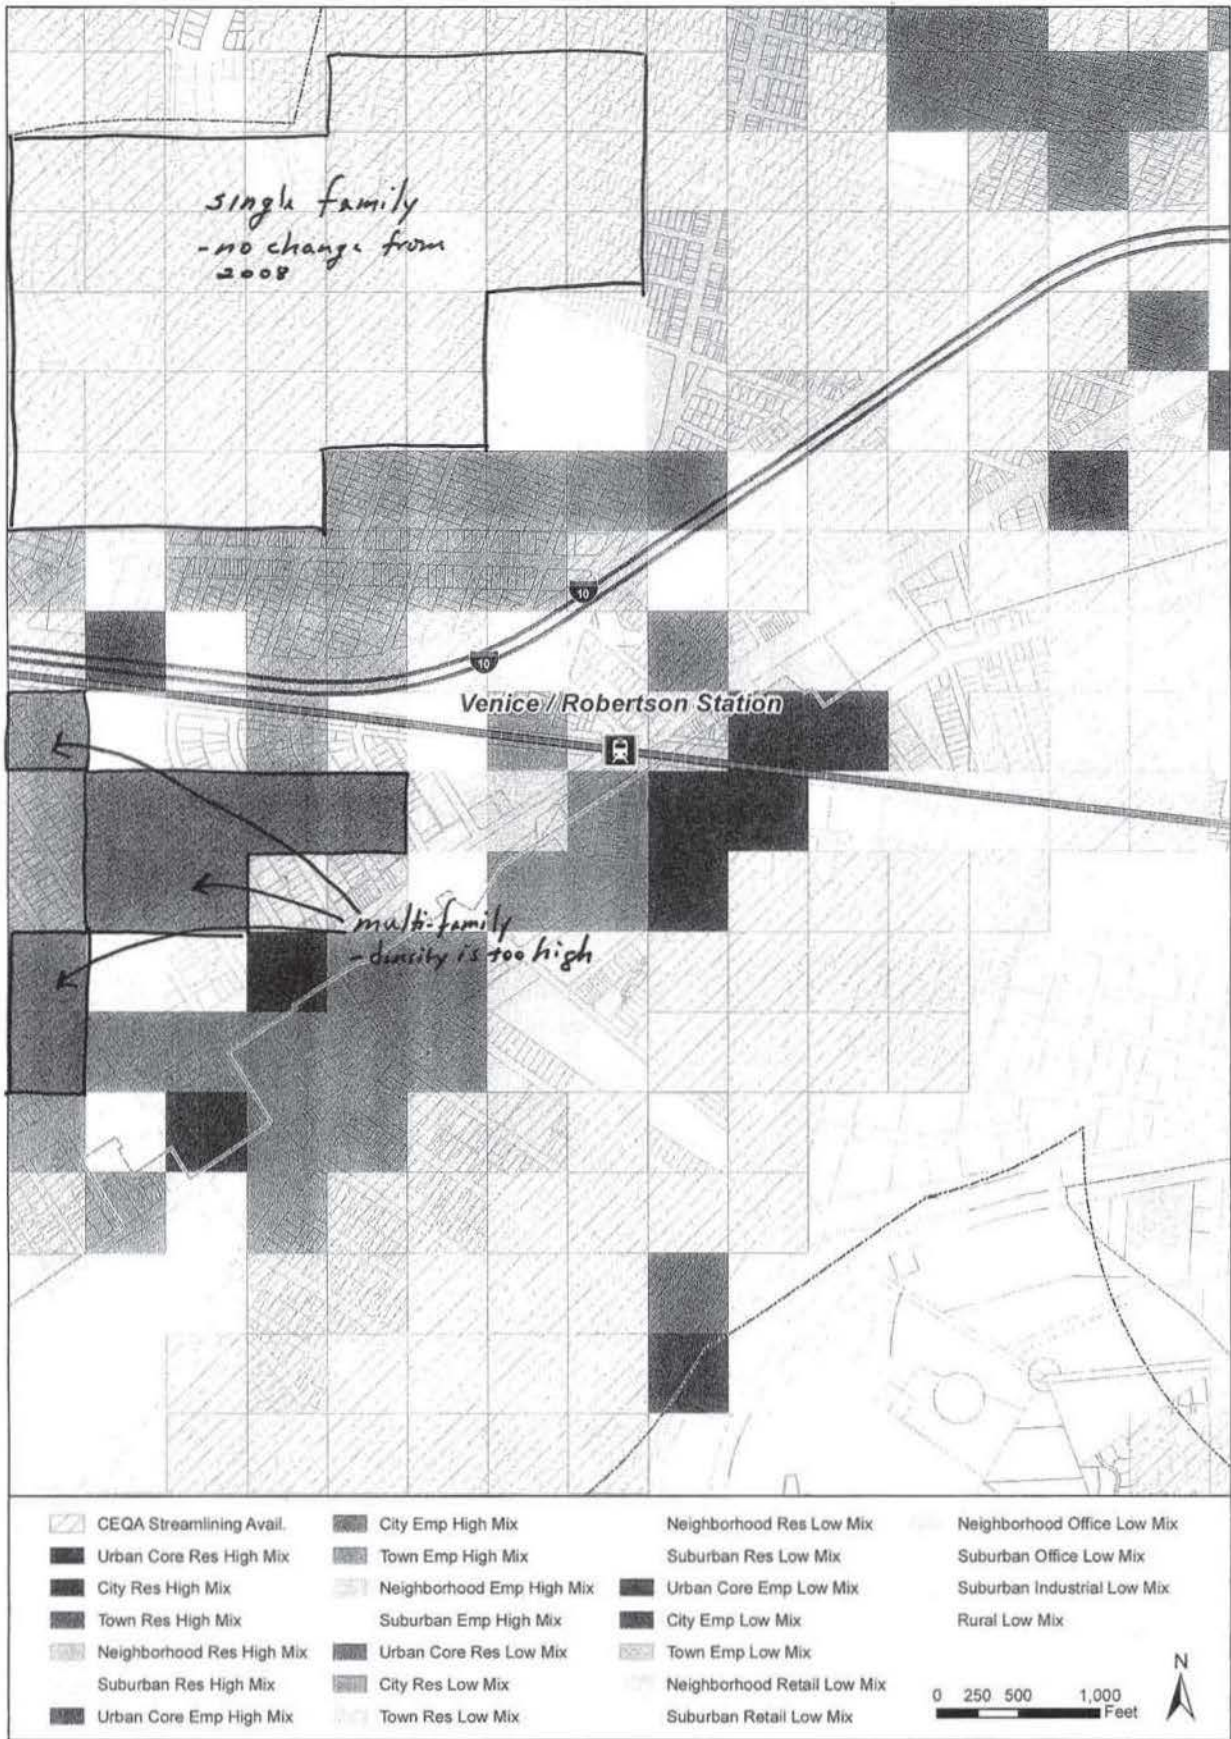 single family
-no change from
2008
10
10
Venice / Robertson Station
multi-family
- density is too high
CEQA Streamlining Avail.
Urban Core Res High Mix
City Res High Mix
Town Res High Mix
Neighborhood Res High Mix
Suburban Res High Mix
Urban Core Emp High Mix
City Emp High Mix
Town Emp High Mix
Neighborhood Emp High Mix
Suburban Emp High Mix
Urban Core Res Low Mix
City Res Low Mix
Town Res Low Mix
Neighborhood Res Low Mix
Suburban Res Low Mix
Urban Core Emp Low Mix
City Emp Low Mix
Town Emp Low Mix
Neighborhood Retail Low Mix
Suburban Retail Low Mix
Neighborhood Office Low Mix
Suburban Office Low Mix
Suburban Industrial Low Mix
Rural Low Mix
N
0 250 500 1,000
Feet